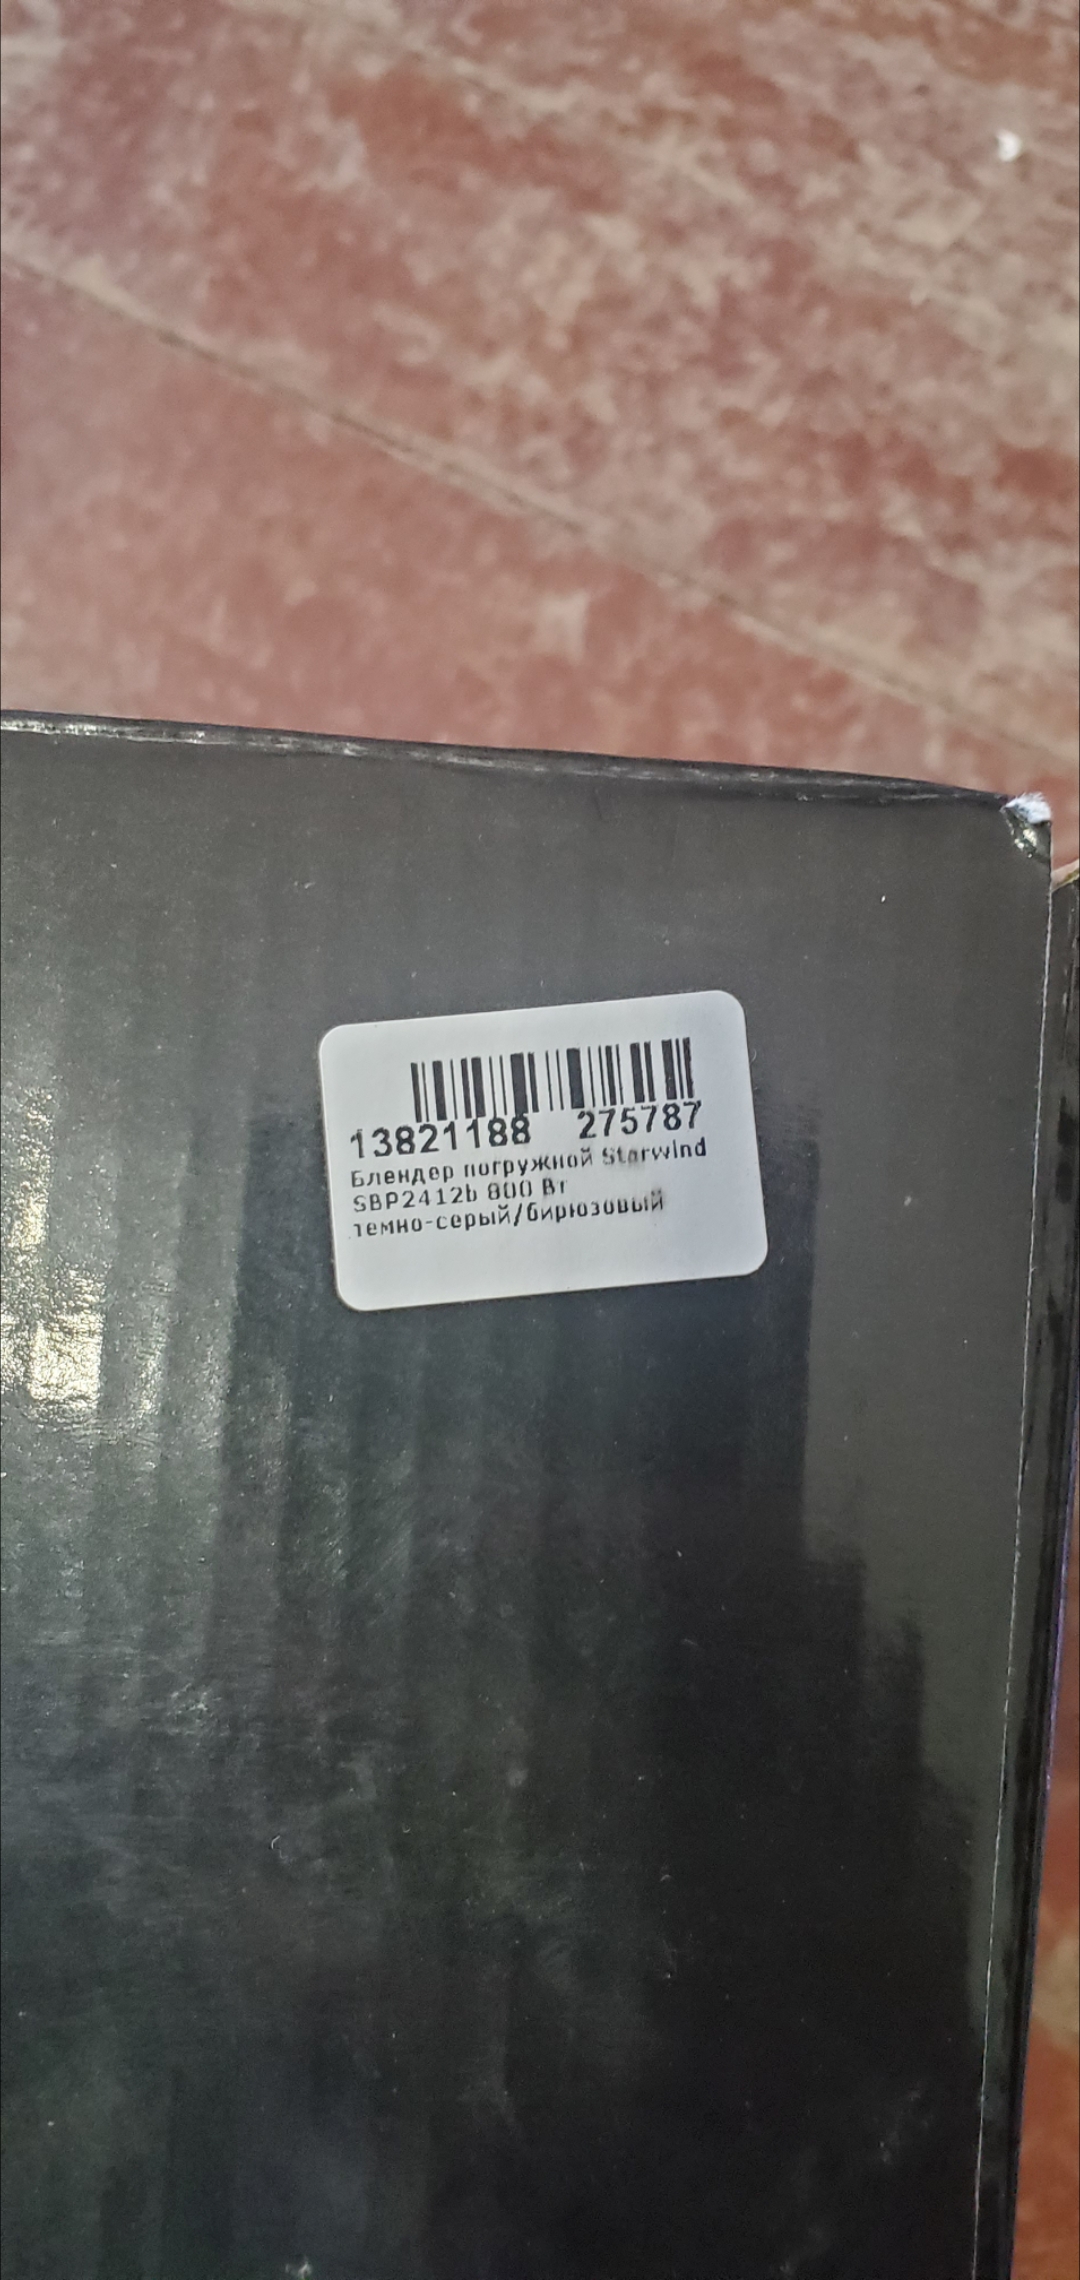 13821188 275787
Блендер погружной Starwind
SBP2412b 800 Вт
темно-серый/бирюзовый